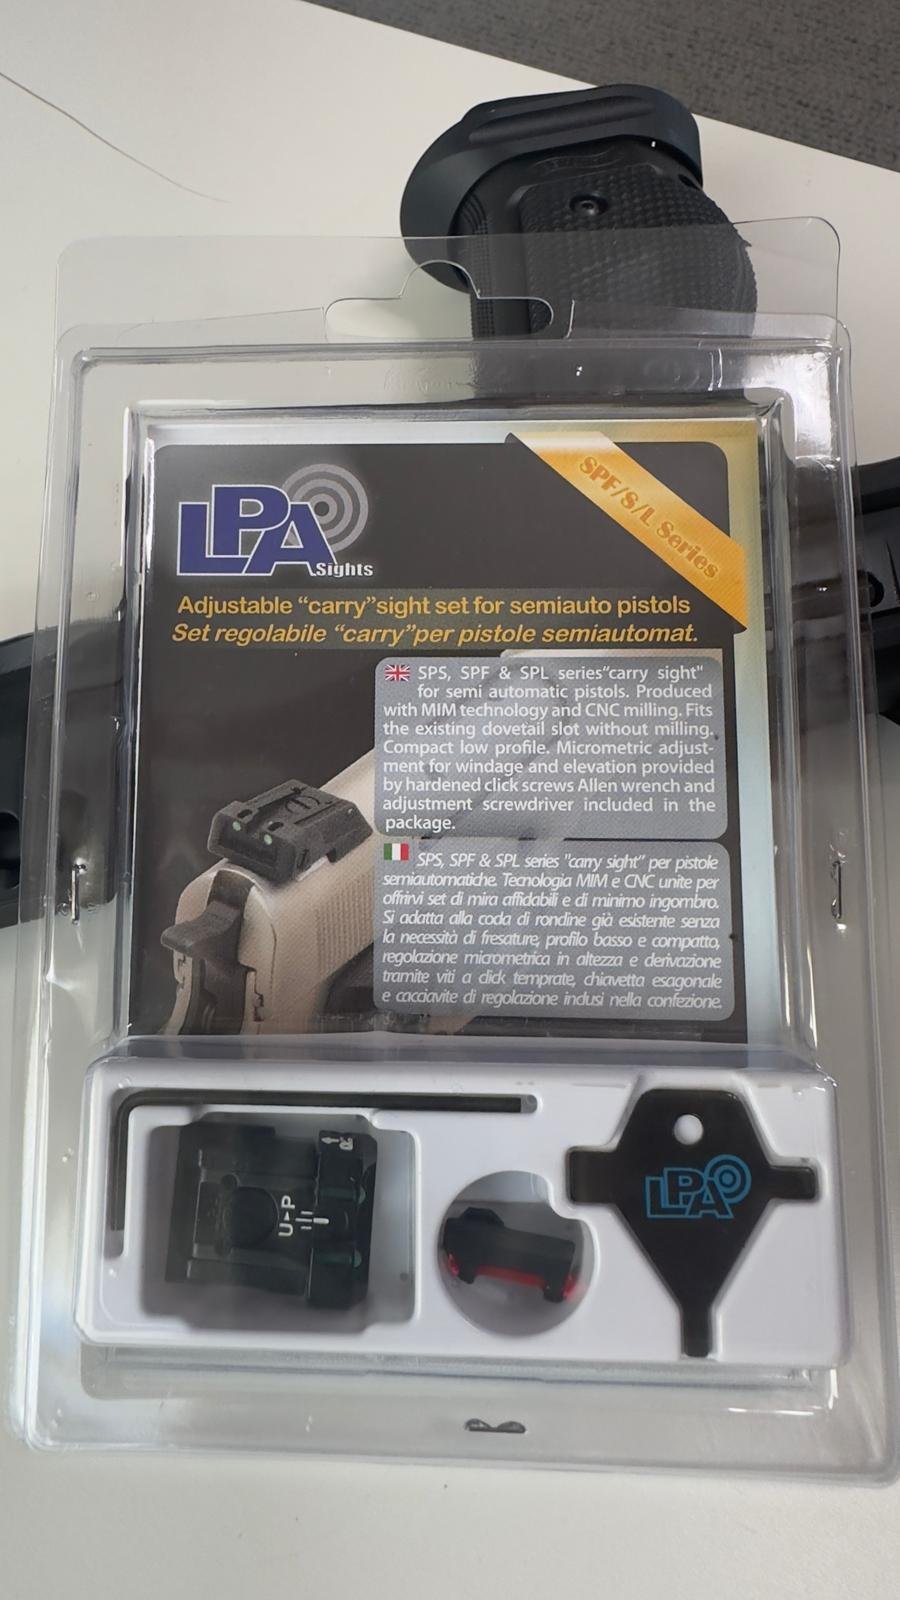 LPA
Sights
SPF/S/L Series
Adjustable “carry”sight set for semiauto pistols
Set regolabile “carry”per pistole semiautomat.
SPS, SPF & SPL series“carry sight"
for semi automatic pistols. Produced
with MIM technology and CNC milling. Fits
the existing dovetail slot without milling.
Compact low profile. Micrometric adjust-
ment for windage and elevation provided
by hardened click screws Allen wrench and
adjustment screwdriver included in the
package.
SPS, SPF & SPL series "carry sight" per pistole
semiautomatiche. Tecnologia MIM e CNC unite per
offrirvi set di mira affidabili e di minimo ingombro.
Si adatta alla coda di rondine già esistente senza
la necessità di fresature, profilo basso e compatto,
regolazione micrometrica in altezza e derivazione
tramite viti a click temprate, chiavetta esagonale
e cacciavite di regolazione inclusi nella confezione.
R
UP
LPA